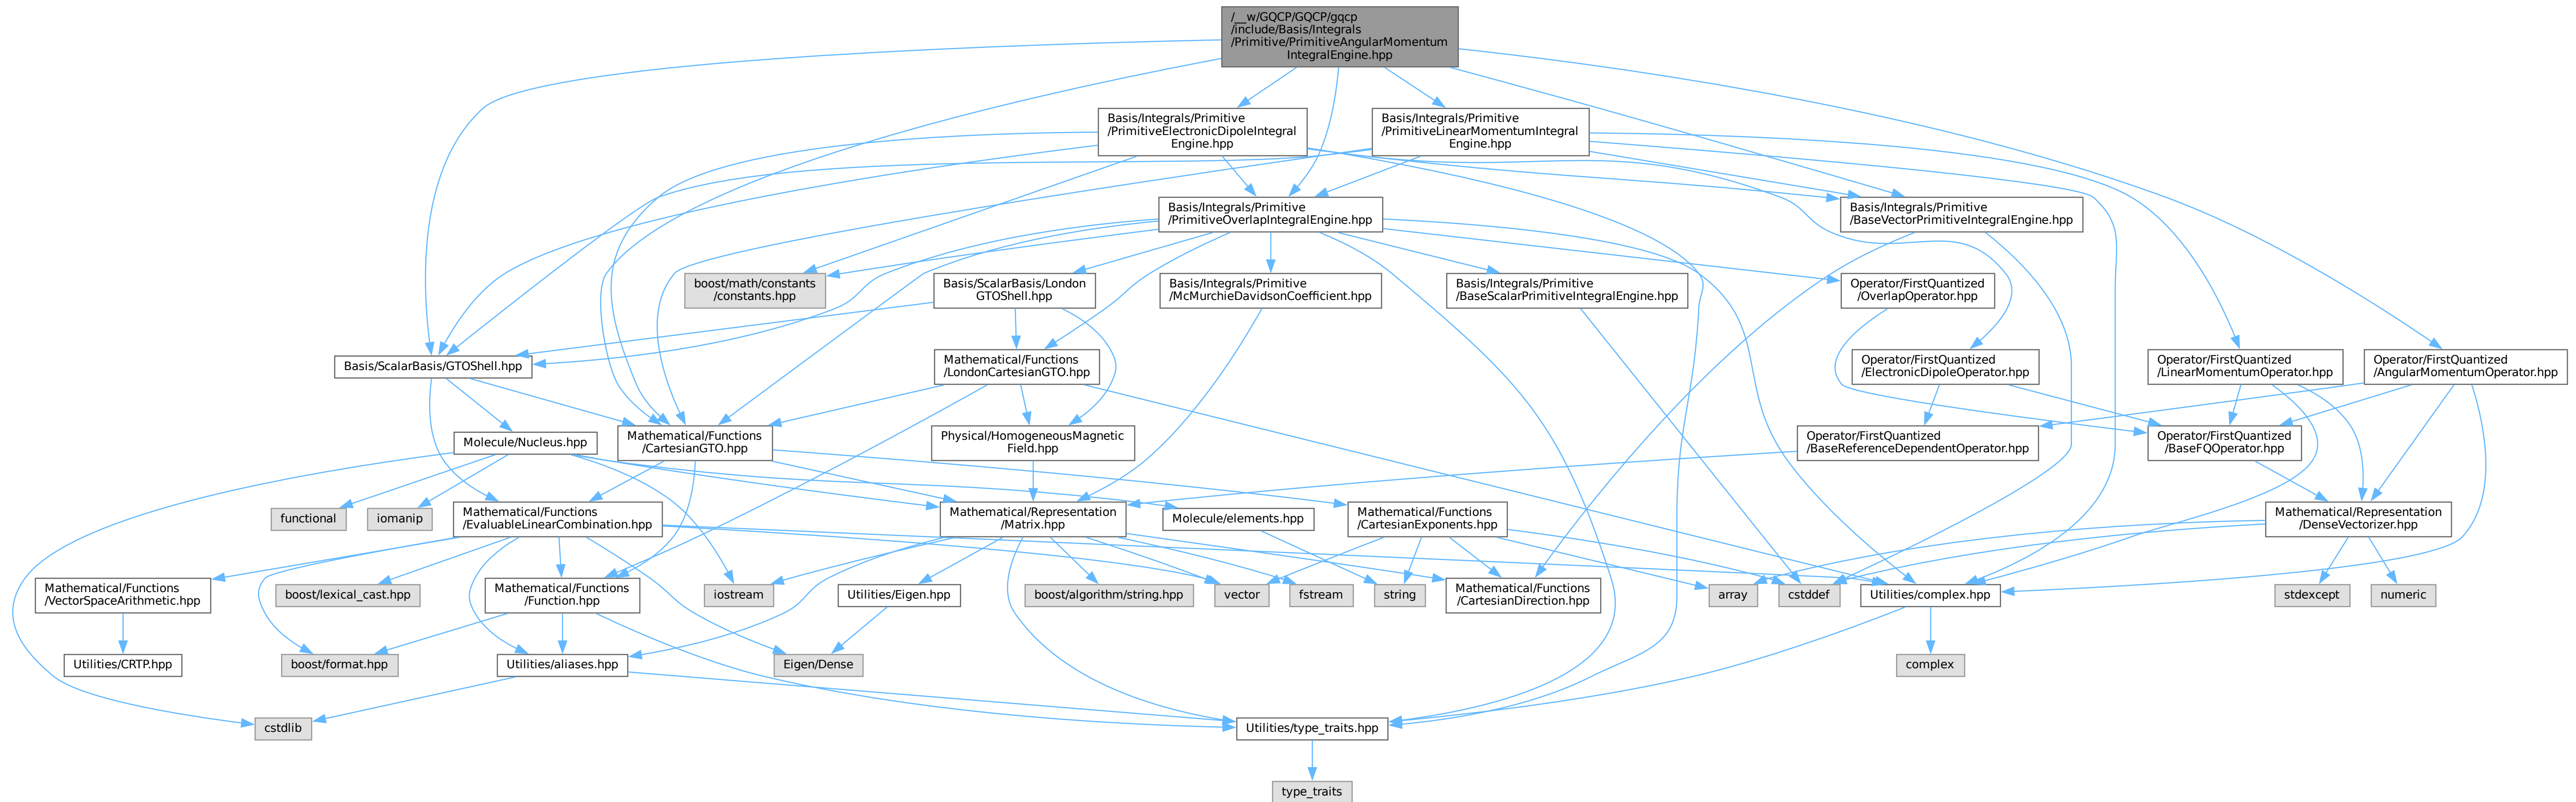 /__w/GQCP/GQCP/gqcp
/include/Basis/Integrals
/Primitive/PrimitiveAngularMomentum
IntegralEngine.hpp
Basis/Integrals/Primitive
/PrimitiveElectronicDipoleIntegral
Engine.hpp
Basis/Integrals/Primitive
/PrimitiveLinearMomentumIntegral
Engine.hpp
Basis/Integrals/Primitive
/PrimitiveOverlapIntegralEngine.hpp
Basis/Integrals/Primitive
/BaseVectorPrimitiveIntegralEngine.hpp
boost/math/constants
/constants.hpp
Basis/ScalarBasis/London
GTOShell.hpp
Basis/Integrals/Primitive
/McMurchieDavidsonCoefficient.hpp
Basis/Integrals/Primitive
/BaseScalarPrimitiveIntegralEngine.hpp
Operator/FirstQuantized
/OverlapOperator.hpp
Basis/ScalarBasis/GTOShell.hpp
Mathematical/Functions
/LondonCartesianGTO.hpp
Operator/FirstQuantized
/ElectronicDipoleOperator.hpp
Operator/FirstQuantized
/LinearMomentumOperator.hpp
Operator/FirstQuantized
/AngularMomentumOperator.hpp
Molecule/Nucleus.hpp
Mathematical/Functions
/CartesianGTO.hpp
Physical/HomogeneousMagnetic
Field.hpp
Operator/FirstQuantized
/BaseReferenceDependentOperator.hpp
Operator/FirstQuantized
/BaseFQOperator.hpp
functional
iomanip
Mathematical/Functions
/EvaluableLinearCombination.hpp
Mathematical/Representation
/Matrix.hpp
Molecule/elements.hpp
Mathematical/Functions
/CartesianExponents.hpp
Mathematical/Representation
/DenseVectorizer.hpp
Mathematical/Functions
/VectorSpaceArithmetic.hpp
boost/lexical_cast.hpp
Mathematical/Functions
/Function.hpp
iostream
Utilities/Eigen.hpp
boost/algorithm/string.hpp
vector
fstream
string
Mathematical/Functions
/CartesianDirection.hpp
array
cstddef
Utilities/complex.hpp
stdexcept
numeric
Utilities/CRTP.hpp
boost/format.hpp
Utilities/aliases.hpp
Eigen/Dense
complex
cstdlib
Utilities/type_traits.hpp
type_traits